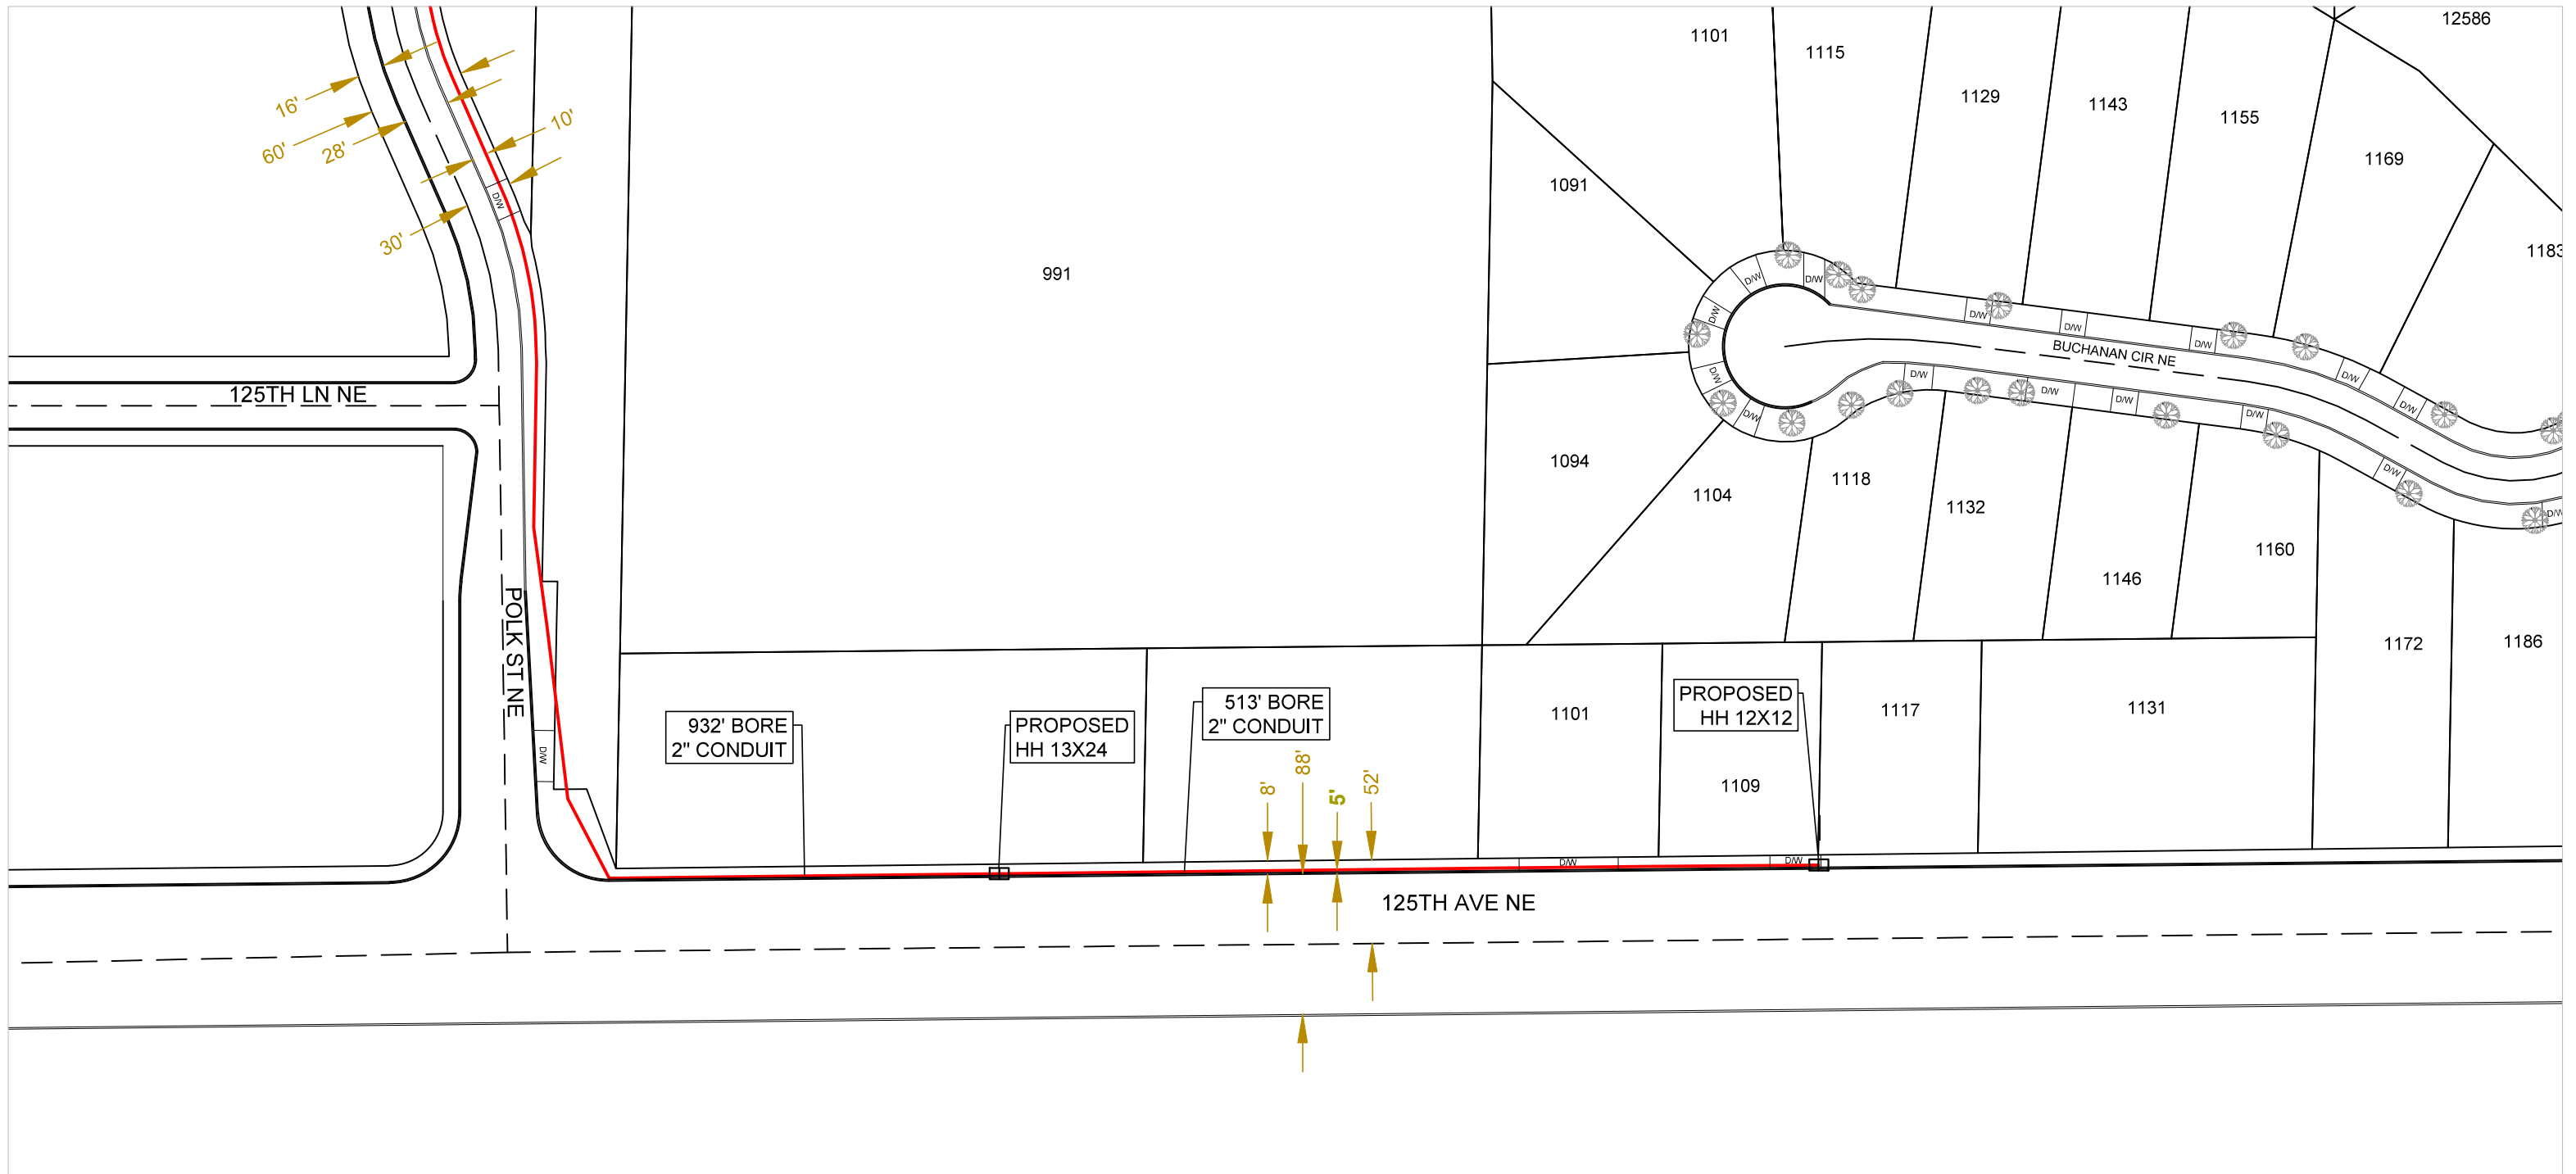 12586
1101
1115
1129
1143
1155
1169
1183
16'
60'
28'
10'
30'
D/W
1091
991
D/W
D/W
D/W
D/W
D/W
D/W
BUCHANAN CIR NE
125TH LN NE
D/W
D/W
D/W
D/W
D/W
D/W
D/W
D/W
D/W
D/W
D/W
1094
1104
1118
1132
1146
1160
1172
1186
POLK ST NE
D/W
932' BORE
2" CONDUIT
PROPOSED
HH 13X24
513' BORE
2" CONDUIT
PROPOSED
HH 12X12
1101
1109
1117
1131
8'
88'
5'
52'
D/W
D/W
125TH AVE NE